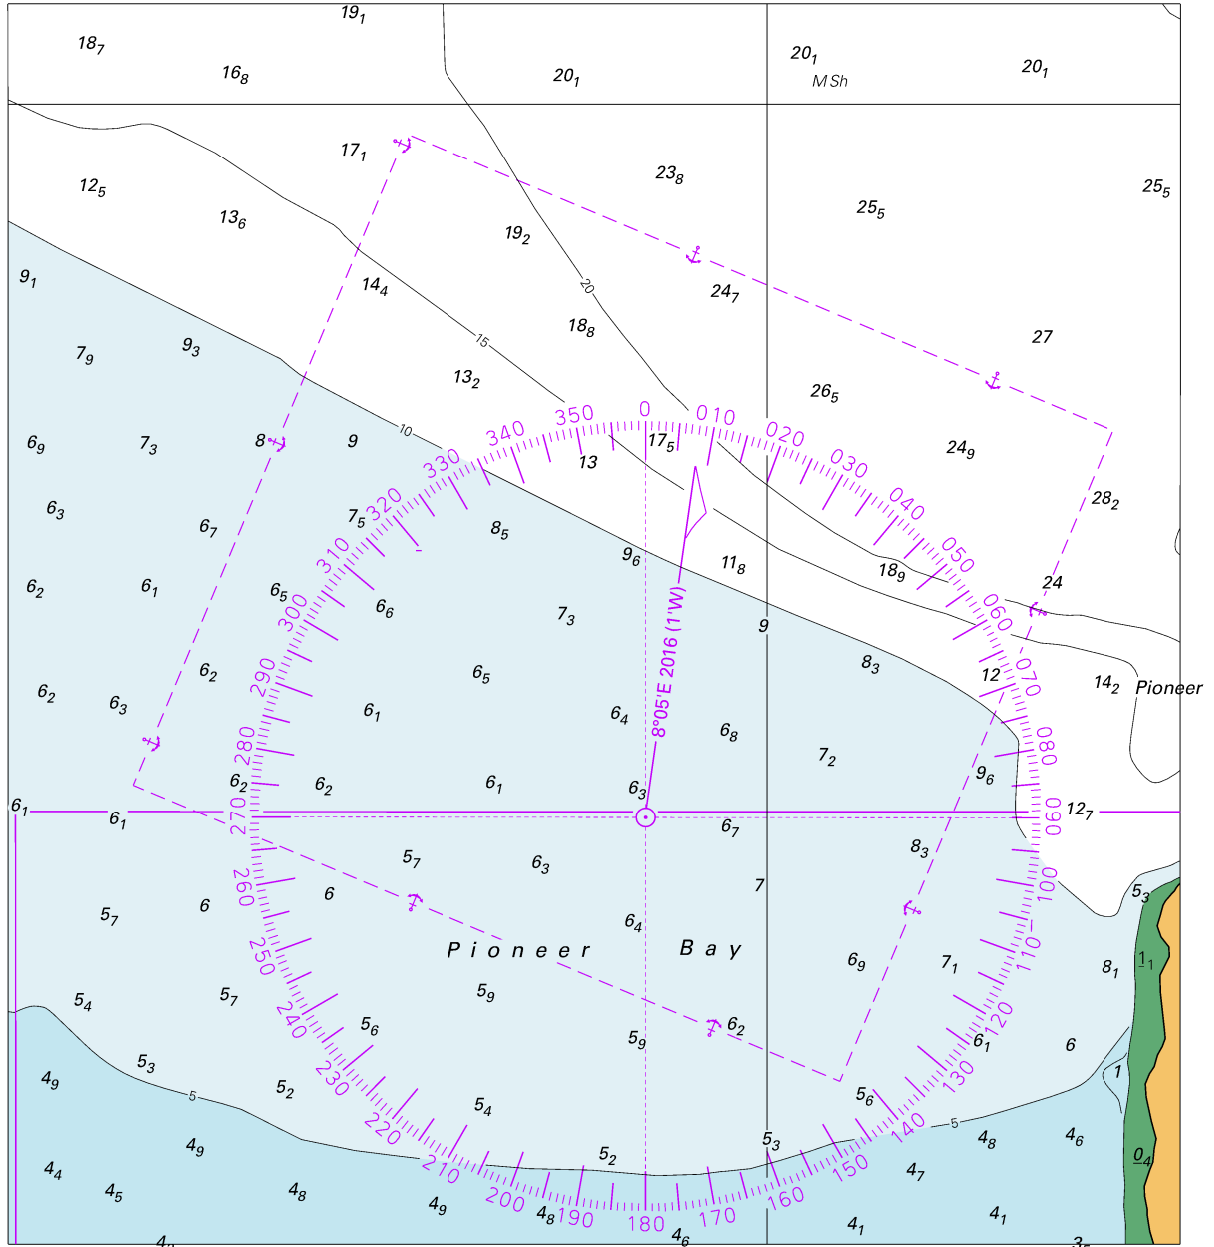 19₁
18₇ 16₈ 20₁ 20₁ 20₁
M Sh
17₁ 23₈ 25₅
12₅ 13₆ 19₂ 25₅
9₁ 14₄ 20 24₇
18₈ 27
7₉ 9₃ 15
13₂ 26₅
350 0 010
340 020
10
6₉ 7₃ 8 9 17₅ 24₉
330 13 030
28₂
6₃ 7₅ 320 040
6₇ 8₅
310 9₆ 11₈ 18₉ 050
6₂ 6₁ 6₅ 24
300 6₆ 7₃ 060
9
8₃
6₂ 290 6₅ 12 070 14₂ Pioneer
6₂ 6₃ 6₁ 6₄ 8°05'E 2016 (1'W)
280 6₈ 7₂ 080
6₂ 6₂ 6₁ 6₃ 9₆
6₁ 6₁ 270 6₇ 090 12₇
5₇ 6₃ 8₃
260 6 7 100 5₃
5₇ 6 6₄
Pioneer Bay
250 110
6₉ 7₁ 8₁ 1₁
5₄ 5₇ 5₉
240 5₆ 5₉ 6₂ 120
6₁ 6
5₃ 230 130 1
4₉ 5₂ 5 5₄ 5₆
220 140 5
4₉ 5₃ 4₈ 4₆
4₄ 210 5₂ 150 4₇ 0₄
4₅ 4₈ 200 160
4₉ 4₈ 190 180 170 4₁ 4₁
4₆